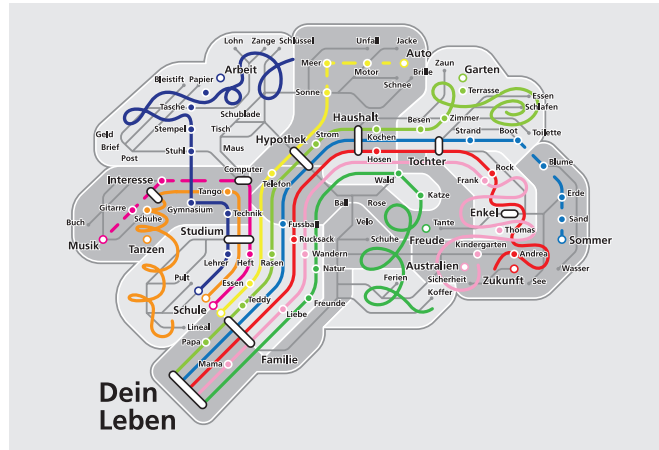 Lohn Zange Schlüssel
Unfall Jacke
Auto
Meer
Motor
Brille
Schnee
Zaun
Garten
Terrasse
Essen
Schlafen
Bleistift Papier
Arbeit
Tasche
Sonne
Schublade
Haushalt
Besen
Zimmer
Toilette
Stempel
Tisch
Hypothek
Strom
Kochen
Strand
Boot
Geld
Brief
Post
Stuhl
Maus
Hosen
Tochter
Blume
Computer
Rock
Interesse
Tango
Telefon
Wald
Frank
Katze
Erde
Gitarre
Schuhe
Gymnasium
Technik
Ball
Rose
Enkel
Buch
Studium
Fussball
Velo
Tante
Sand
Thomas
Musik
Tanzen
Rucksack
Schuhe
Freude
Kindergarten
Sommer
Lehrer
Heft
Rasen
Wandern
Andrea
Pult
Natur
Australien
Wasser
Essen
Ferien
Sicherheit
Zukunft
See
Schule
Teddy
Freunde
Koffer
Lineal
Liebe
Papa
Mama
Familie
Dein
Leben